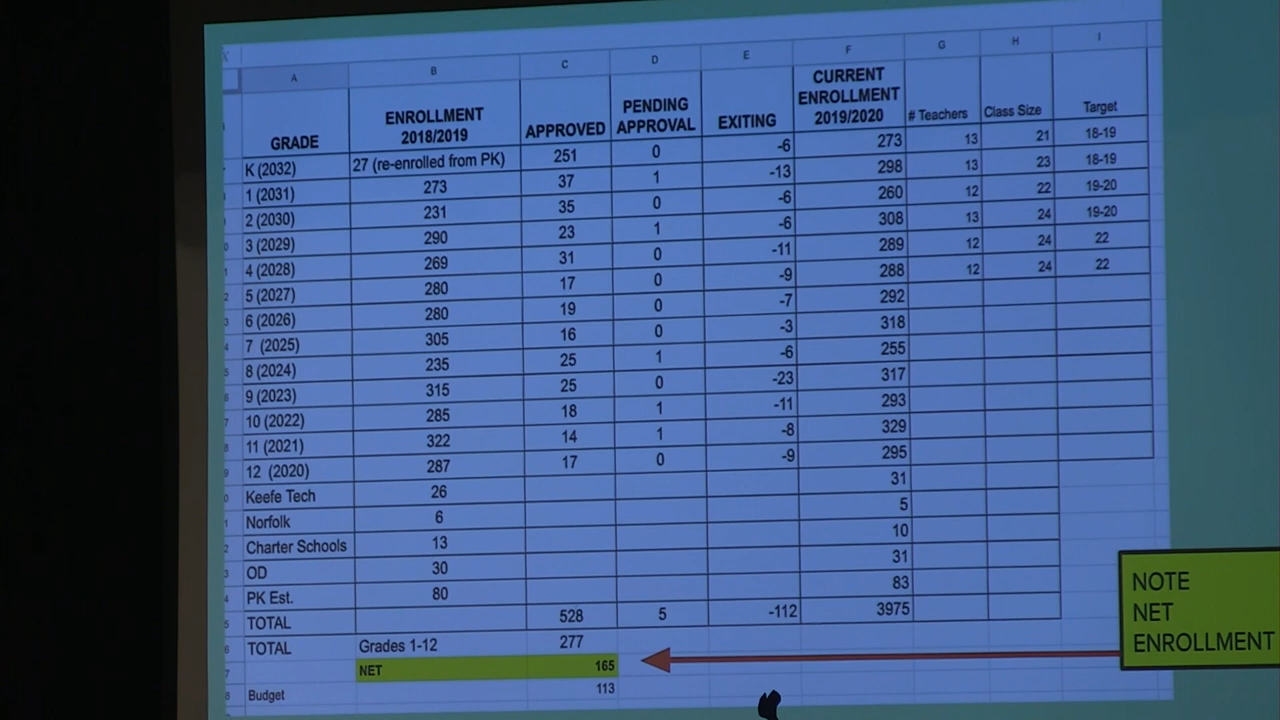 A B C D E F G H I
GRADE ENROLLMENT 2018/2019 APPROVED PENDING APPROVAL EXITING CURRENT ENROLLMENT 2019/2020 # Teachers Class Size Target
K (2032) 27 (re-enrolled from PK) 251 0 -6 273 13 21 18-19
1 (2031) 273 37 1 -13 298 13 23 18-19
2 (2030) 231 35 0 -6 260 12 22 19-20
3 (2029) 290 23 1 -6 308 13 24 19-20
4 (2028) 269 31 0 -11 289 12 24 22
5 (2027) 280 17 0 -9 288 12 24 22
6 (2026) 280 19 0 -7 292
7 (2025) 305 16 0 -3 318
8 (2024) 235 25 1 -6 255
9 (2023) 315 25 0 -23 317
10 (2022) 285 18 1 -11 293
11 (2021) 322 14 1 -8 329
12 (2020) 287 17 0 -9 295
Keefe Tech 26 31
Norfolk 6 5
Charter Schools 13 10
OD 30 31
PK Est. 80 83
TOTAL 528 5 -112 3975
TOTAL Grades 1-12 277
NET 165
Budget 113
NOTE
NET
ENROLLMENT